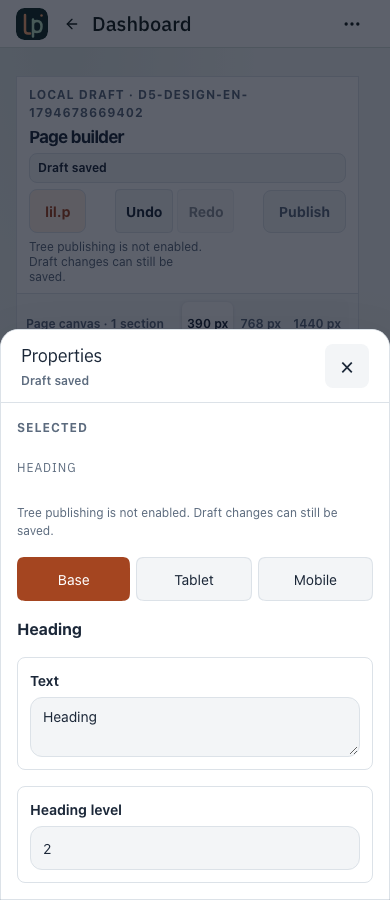 lp
Dashboard
LOCAL DRAFT · D5-DESIGN-EN-
1794678669402
Page builder
Draft saved
lil.p
Undo
Redo
Publish
Tree publishing is not enabled.
Draft changes can still be
saved.
Page canvas · 1 section
390 px
768 px
1440 px
Properties
Draft saved
SELECTED
HEADING
Tree publishing is not enabled. Draft changes can still be
saved.
Base
Tablet
Mobile
Heading
Text
Heading
Heading level
2